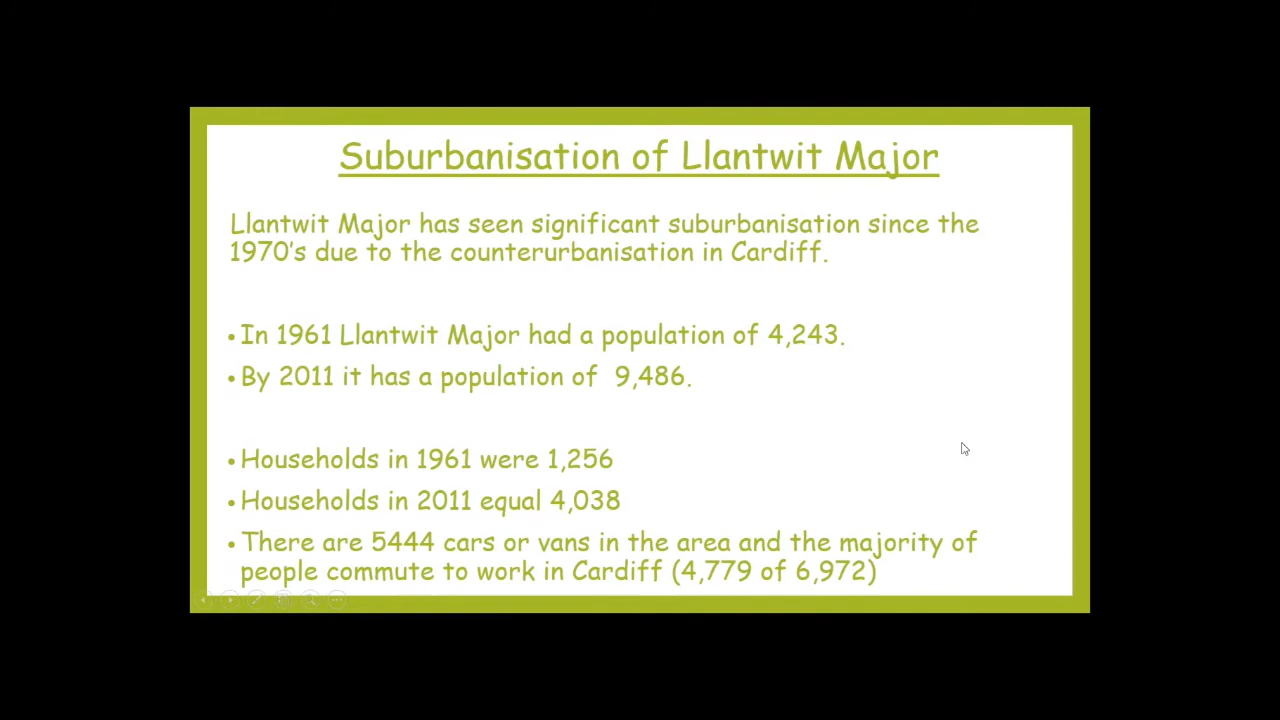 Suburbanisation of Llantwit Major
Llantwit Major has seen significant suburbanisation since the
1970's due to the counterurbanisation in Cardiff.
• In 1961 Llantwit Major had a population of 4,243.
• By 2011 it has a population of  9,486.
• Households in 1961 were 1,256
• Households in 2011 equal 4,038
• There are 5444 cars or vans in the area and the majority of
people commute to work in Cardiff (4,779 of 6,972)